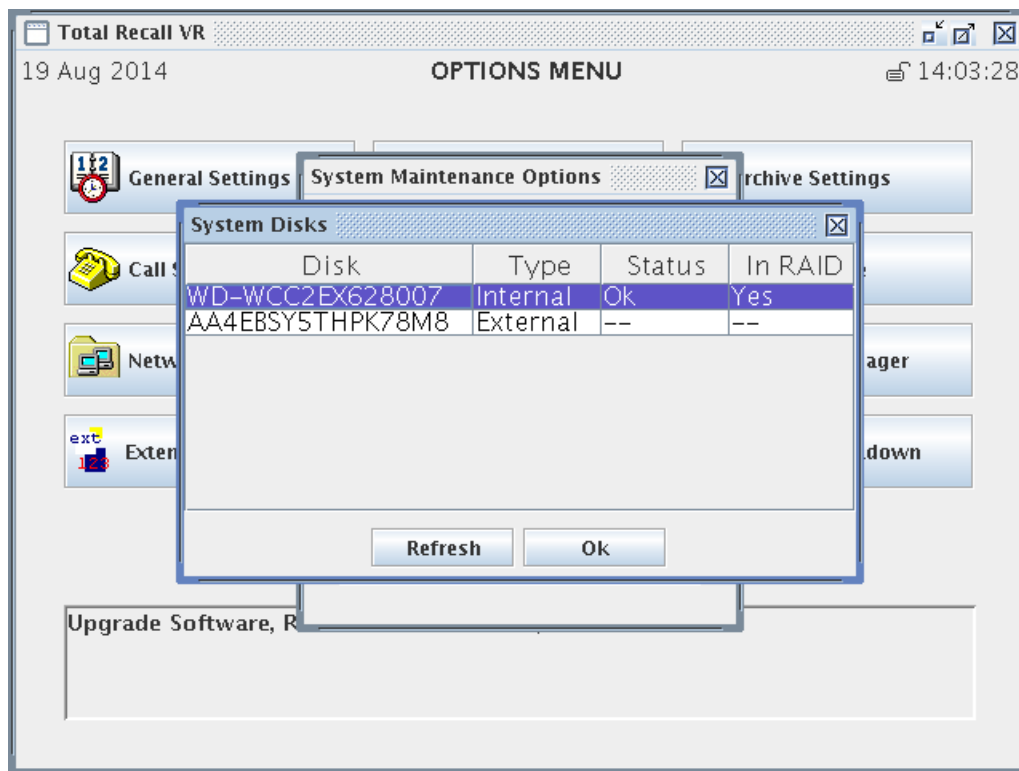 Total Recall VR
19 Aug 2014 OPTIONS MENU 14:03:28
General Settings
System Maintenance Options
rchive Settings
System Disks
Call
Disk Type Status In RAID
WD-WCC2EX628007 Internal Ok Yes
AA4EBSY5THPK78M8 External -- --
Netw
ager
ext
123
Exten
down
Refresh Ok
Upgrade Software, R